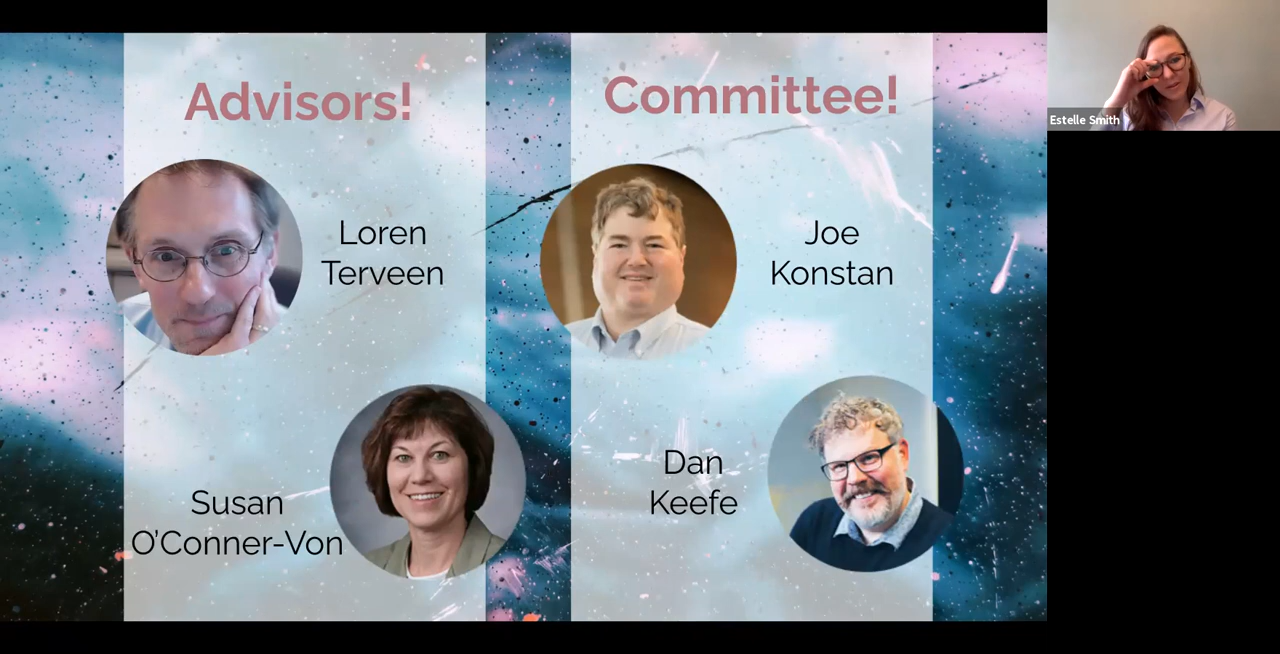 Advisors!
Committee!
Estelle Smith
Loren
Terveen
Joe
Konstan
Susan
O'Conner-Von
Dan
Keefe